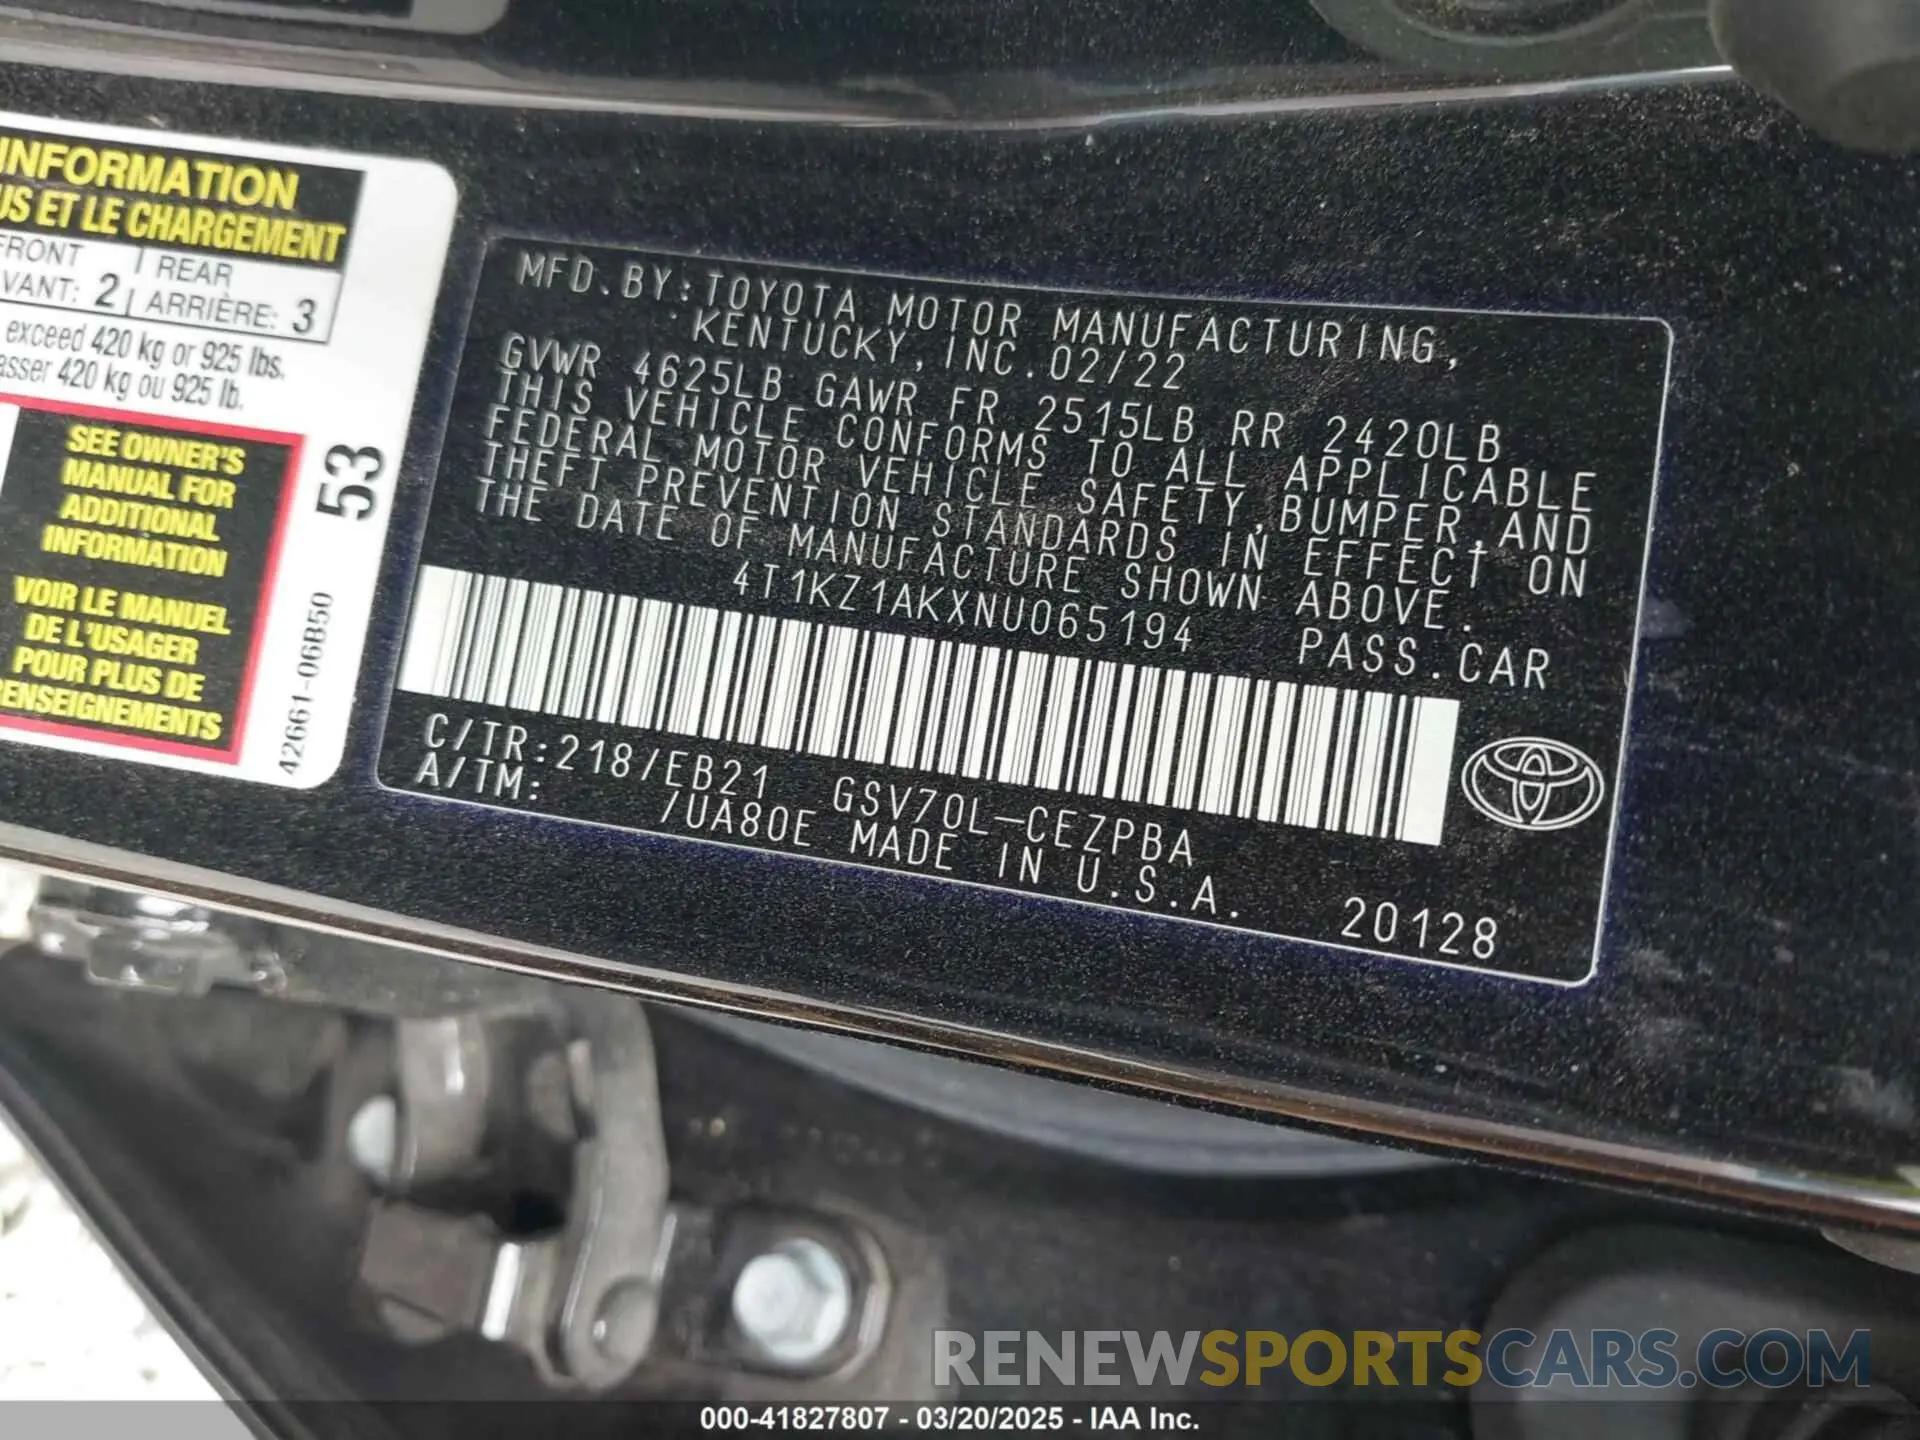 INFORMATION
US ET LE CHARGEMENT
FRONT | REAR
VANT: 2 | ARRIÈRE: 3
exceed 420 kg or 925 lbs.
asser 420 kg ou 925 lb.
SEE OWNER'S
MANUAL FOR
ADDITIONAL
INFORMATION
VOIR LE MANUEL
DE L'USAGER
POUR PLUS DE
RENSEIGNEMENTS
53
42661-06B50
MFD.BY:TOYOTA MOTOR MANUFACTURING,
KENTUCKY,INC.02/22
GVWR 4625LB GAWR FR 2515LB RR 2420LB
THIS VEHICLE CONFORMS TO ALL APPLICABLE
FEDERAL MOTOR VEHICLE SAFETY,BUMPER,AND
THEFT PREVENTION STANDARDS IN EFFECT ON
THE DATE OF MANUFACTURE SHOWN ABOVE.
4T1KZ1AKXNU065194 PASS.CAR
C/TR:218/EB21 GSV70L-CEZPBA
A/TM: /UA80E MADE IN U.S.A.
20128
RENEWSPORTSCARS.COM
000-41827807 - 03/20/2025 - IAA Inc.